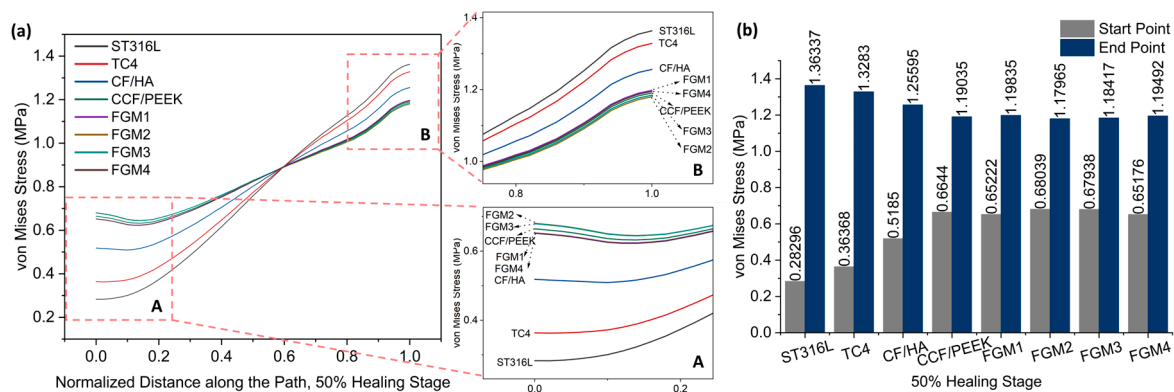 (a)
von Mises Stress (MPa)
1.4
1.2
1.0
0.8
0.6
0.4
0.2
ST316L
TC4
CF/HA
CCF/PEEK
FGM1
FGM2
FGM3
FGM4
B
A
0.0 0.2 0.4 0.6 0.8 1.0
Normalized Distance along the Path, 50% Healing Stage
von Mises Stress (MPa)
1.4
1.2
1.0
ST316L
TC4
CF/HA
FGM1
FGM4
CCF/PEEK
FGM3
FGM2
0.8 1.0
B
von Mises Stress (MPa)
0.6
0.4
FGM2
FGM3
CCF/PEEK
FGM1
FGM4
CF/HA
TC4
ST316L
0.0 0.2
A
(b)
Start Point
End Point
von Mises Stress (MPa)
1.6
1.4
1.2
1.0
0.8
0.6
0.4
0.2
0.0
0.28296 1.36337
0.36368 1.3283
0.5185 1.25595
0.6644 1.19035
0.65222 1.19835
0.68039 1.17965
0.67938 1.18417
0.65176 1.19492
ST316L TC4 CF/HA CCF/PEEK FGM1 FGM2 FGM3 FGM4
50% Healing Stage